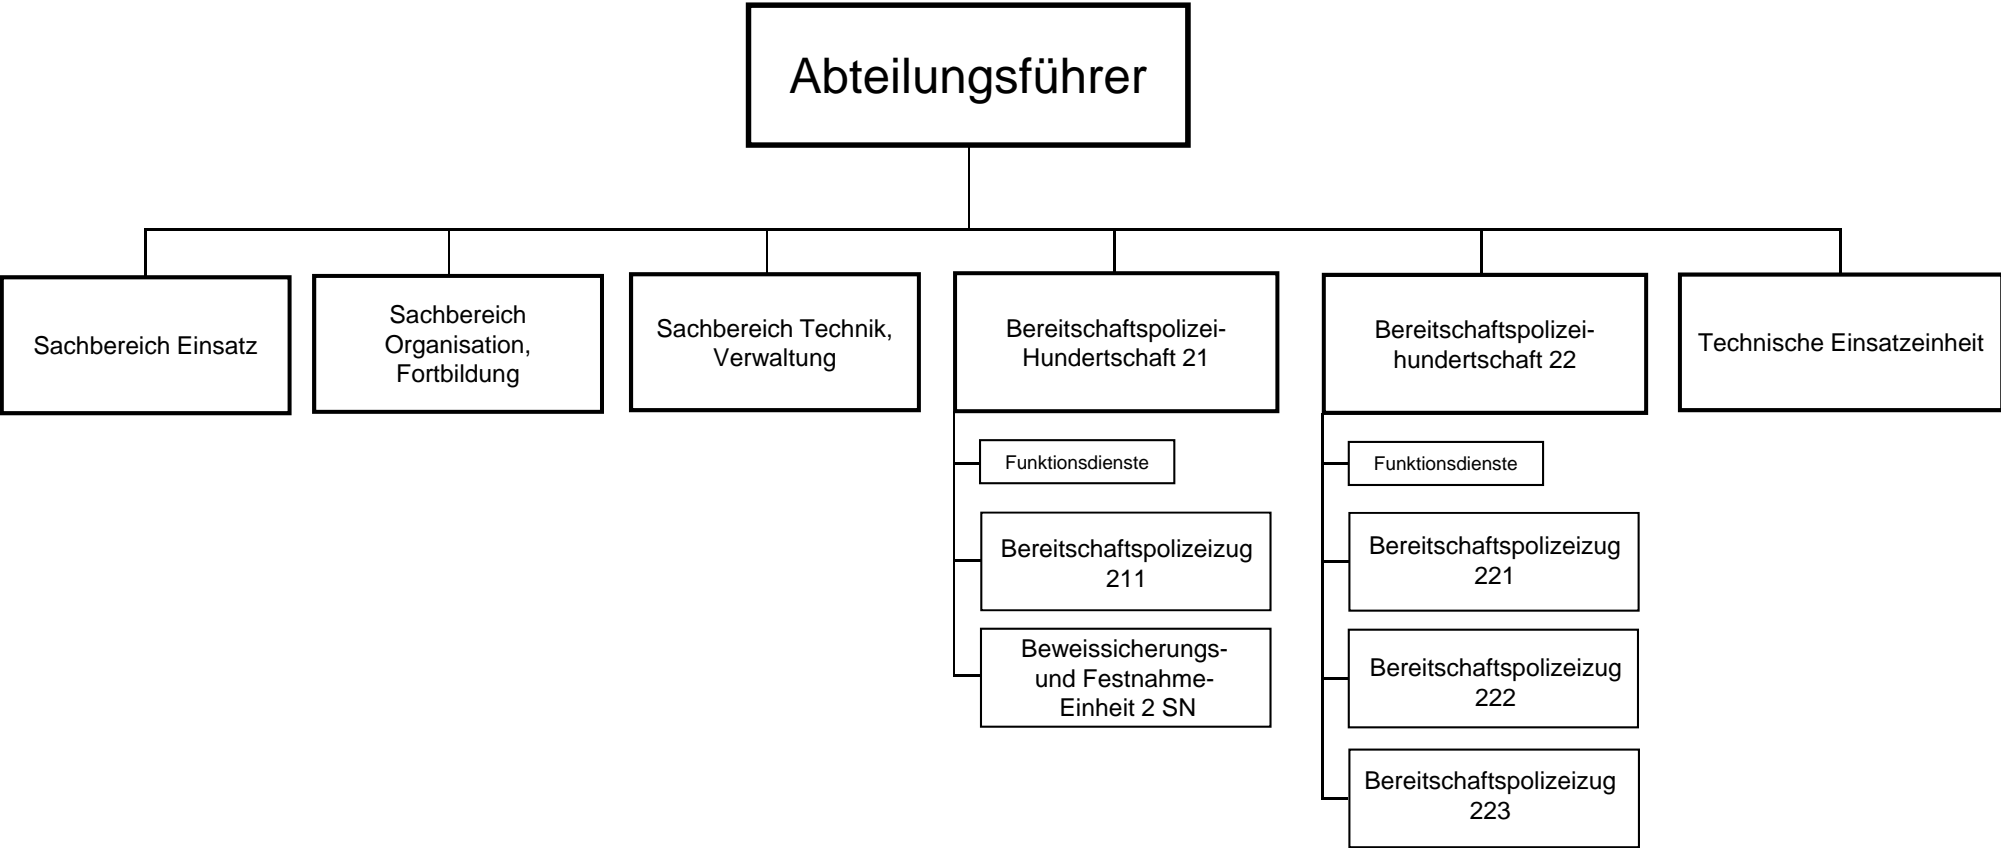 Abteilungsführer
Sachbereich Einsatz
Sachbereich
Organisation,
Fortbildung
Sachbereich Technik,
Verwaltung
Bereitschaftspolizei-
Hundertschaft 21
Bereitschaftspolizei-
hundertschaft 22
Technische Einsatzeinheit
Funktionsdienste
Bereitschaftspolizeizug
211
Beweissicherungs-
und Festnahme-
Einheit 2 SN
Funktionsdienste
Bereitschaftspolizeizug
221
Bereitschaftspolizeizug
222
Bereitschaftspolizeizug
223